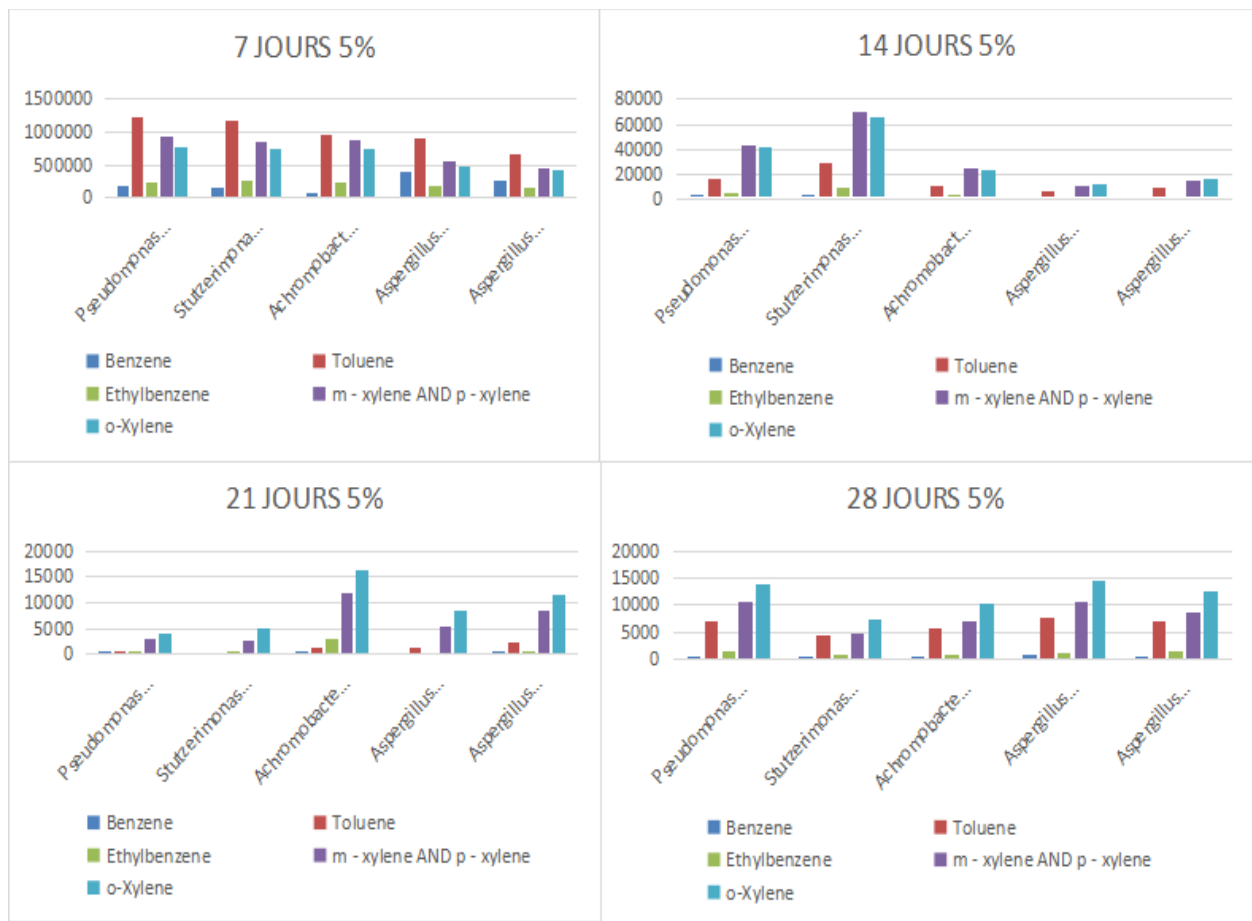 7 JOURS 5%
1500000
1000000
500000
0
Pseudomonas...
Stutzerimona...
Achromobact...
Aspergillus...
Aspergillus...
Benzene
Toluene
Ethylbenzene
m - xylene AND p - xylene
o-Xylene
14 JOURS 5%
80000
60000
40000
20000
0
Pseudomonas...
Stutzerimonas...
Achromobact...
Aspergillus...
Aspergillus...
Benzene
Toluene
Ethylbenzene
m - xylene AND p - xylene
o-Xylene
21 JOURS 5%
20000
15000
10000
5000
0
Pseudomonas...
Stutzerimonas...
Achromobacte...
Aspergillus...
Aspergillus...
Benzene
Toluene
Ethylbenzene
m - xylene AND p - xylene
o-Xylene
28 JOURS 5%
20000
15000
10000
5000
0
Pseudomonas...
Stutzerimonas...
Achromobacte...
Aspergillus...
Aspergillus...
Benzene
Toluene
Ethylbenzene
m - xylene AND p - xylene
o-Xylene